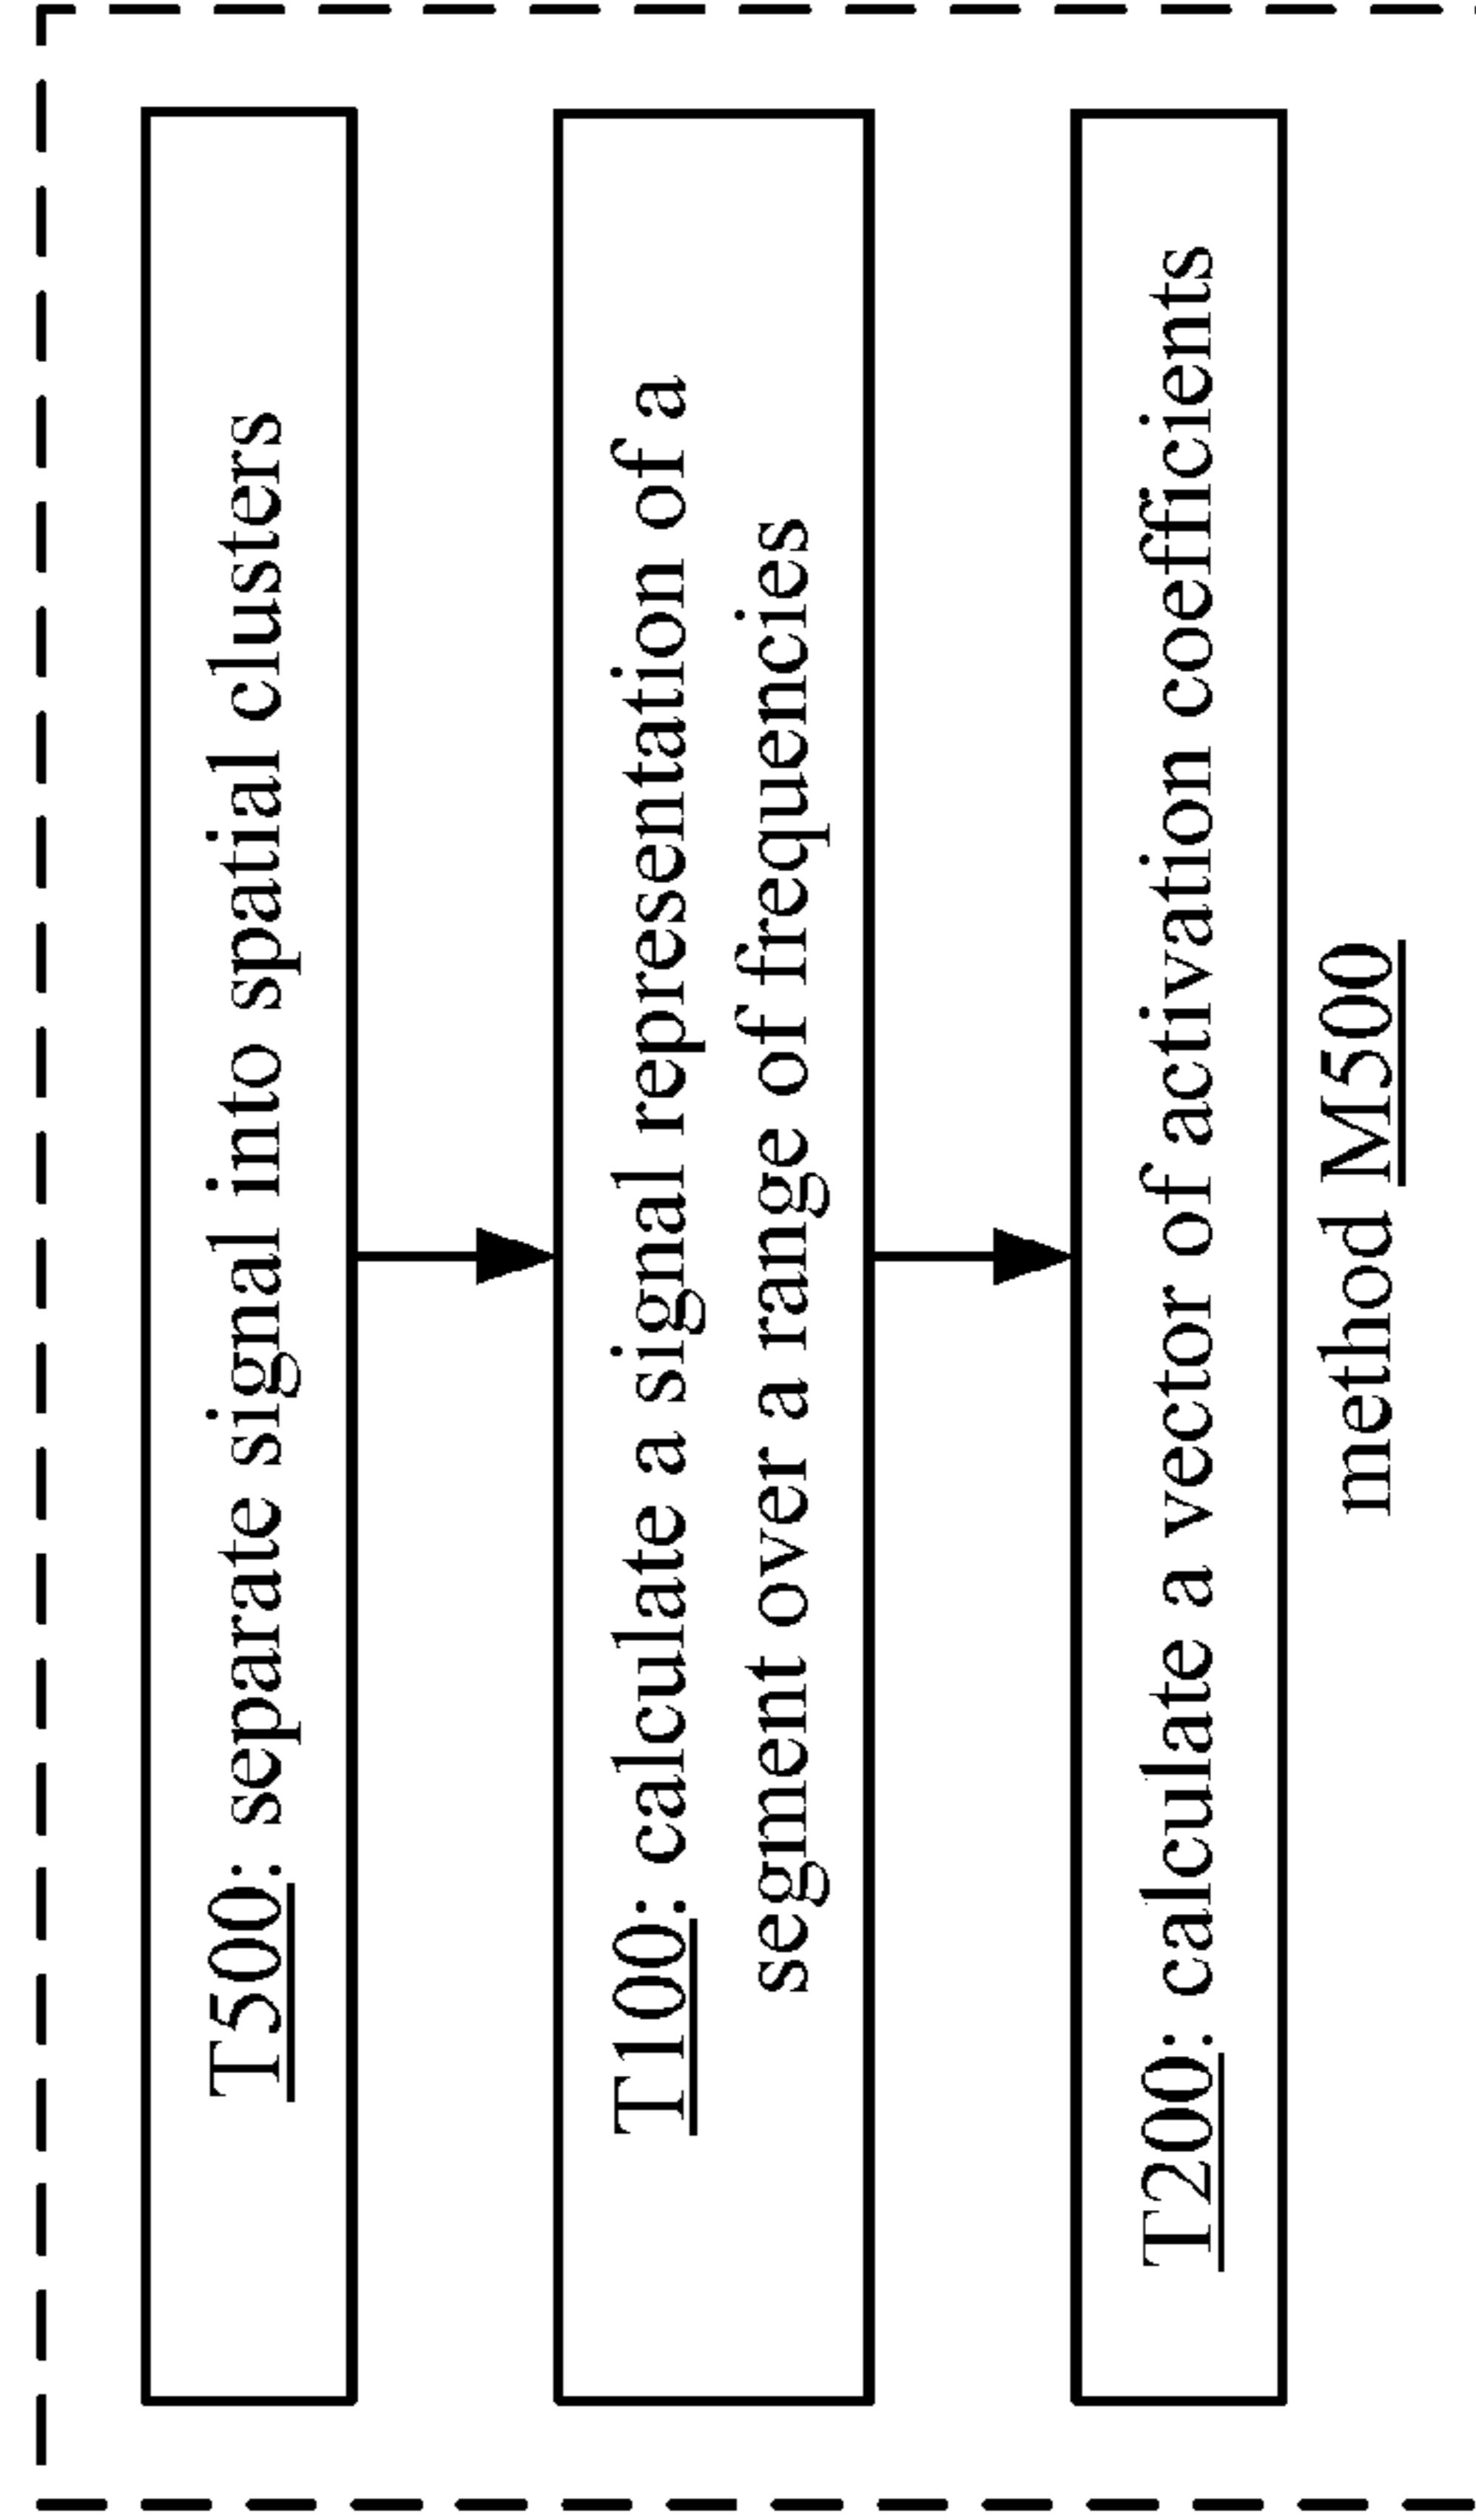 T500: separate signal into spatial clusters
T100: calculate a signal representation of a
segment over a range of frequencies
T200: calculate a vector of activation coefficients
method M500